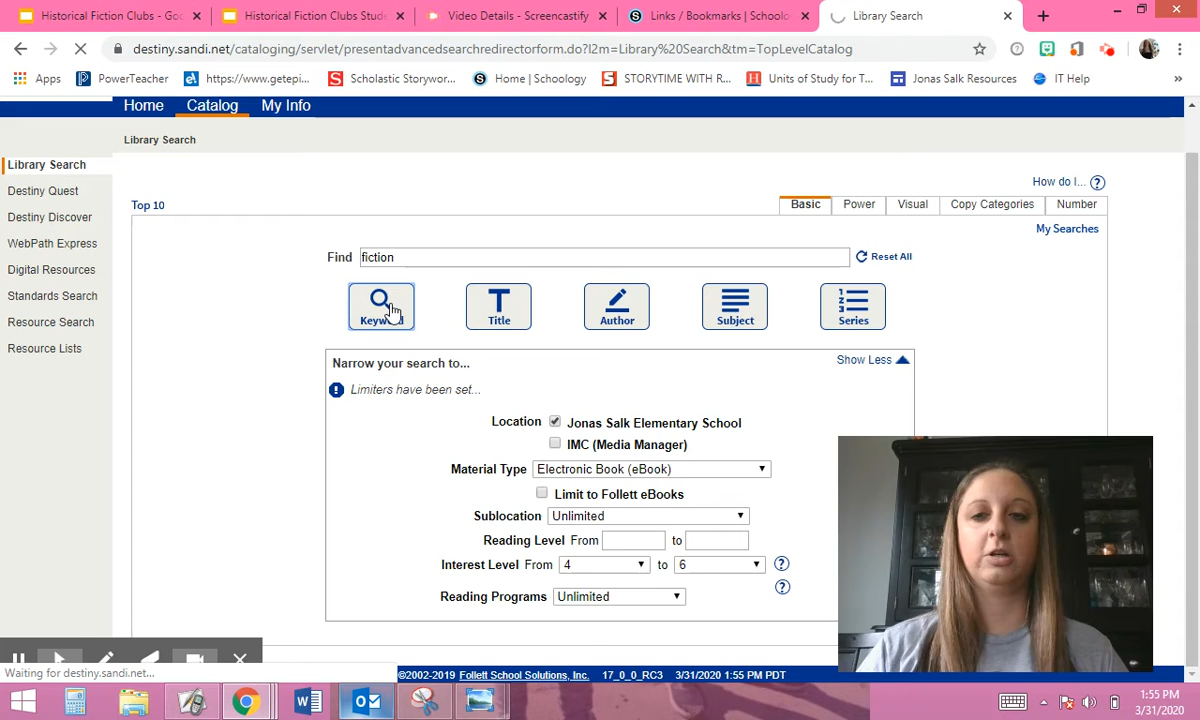 Historical Fiction Clubs - Goo
Historical Fiction Clubs Stude
Video Details - Screencastify
Links / Bookmarks | Schoolo
Library Search
destiny.sandi.net/cataloging/servlet/presentadvancedsearchredirectorform.do?l2m=Library%20Search&tm=TopLevelCatalog
Apps
PowerTeacher
https://www.getepi...
Scholastic Storywor...
Home | Schoology
STORYTIME WITH R...
Units of Study for T...
Jonas Salk Resources
IT Help
»
Home
Catalog
My Info
Library Search
Library Search
Destiny Quest
Destiny Discover
WebPath Express
Digital Resources
Standards Search
Resource Search
Resource Lists
How do I... ?
Top 10
Basic
Power
Visual
Copy Categories
Number
My Searches
Find fiction
Reset All
Keyword
Title
Author
Subject
1 2 3
Series
Narrow your search to...
Show Less
Limiters have been set...
Location Jonas Salk Elementary School
IMC (Media Manager)
Material Type Electronic Book (eBook)
Limit to Follett eBooks
Sublocation Unlimited
Reading Level From to
Interest Level From 4 to 6 ?
Reading Programs Unlimited ?
Waiting for destiny.sandi.net...
©2002-2019 Follett School Solutions, Inc. 17_0_0_RC3 3/31/2020 1:55 PM PDT
1:55 PM
3/31/2020